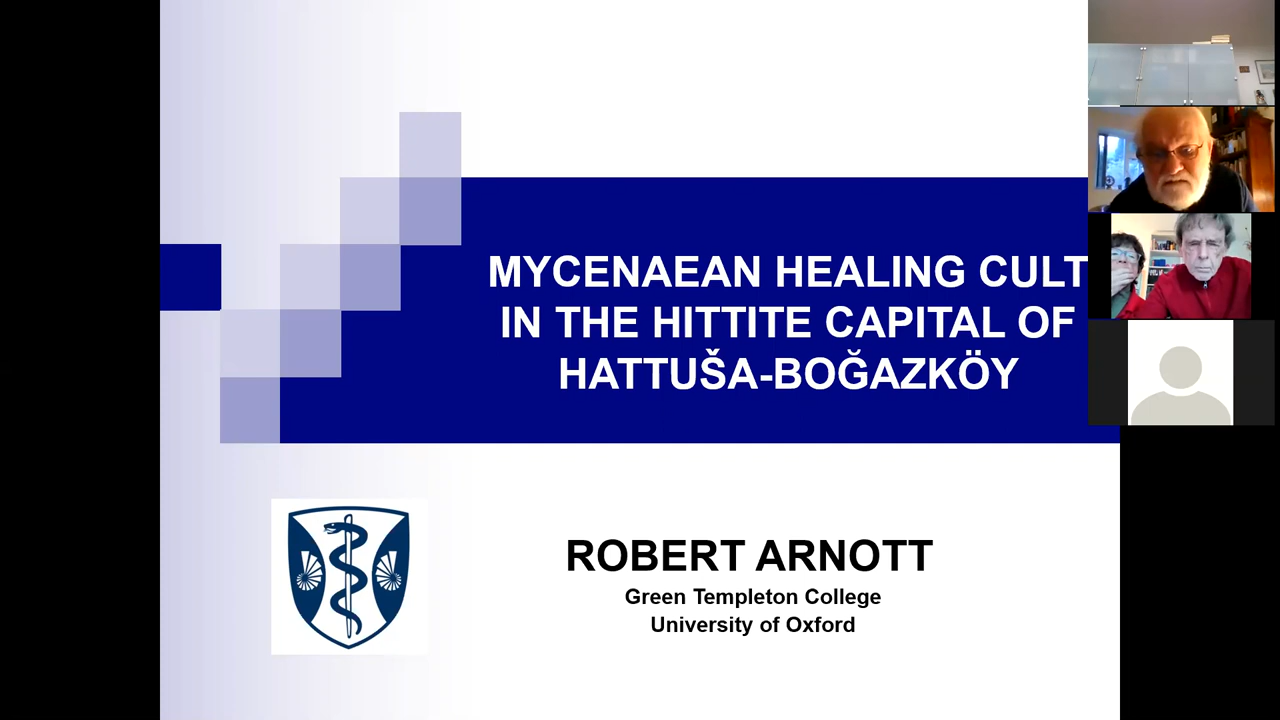 MYCENAEAN HEALING CULT
IN THE HITTITE CAPITAL OF
HATTUŠA-BOĞAZKÖY
ROBERT ARNOTT
Green Templeton College
University of Oxford